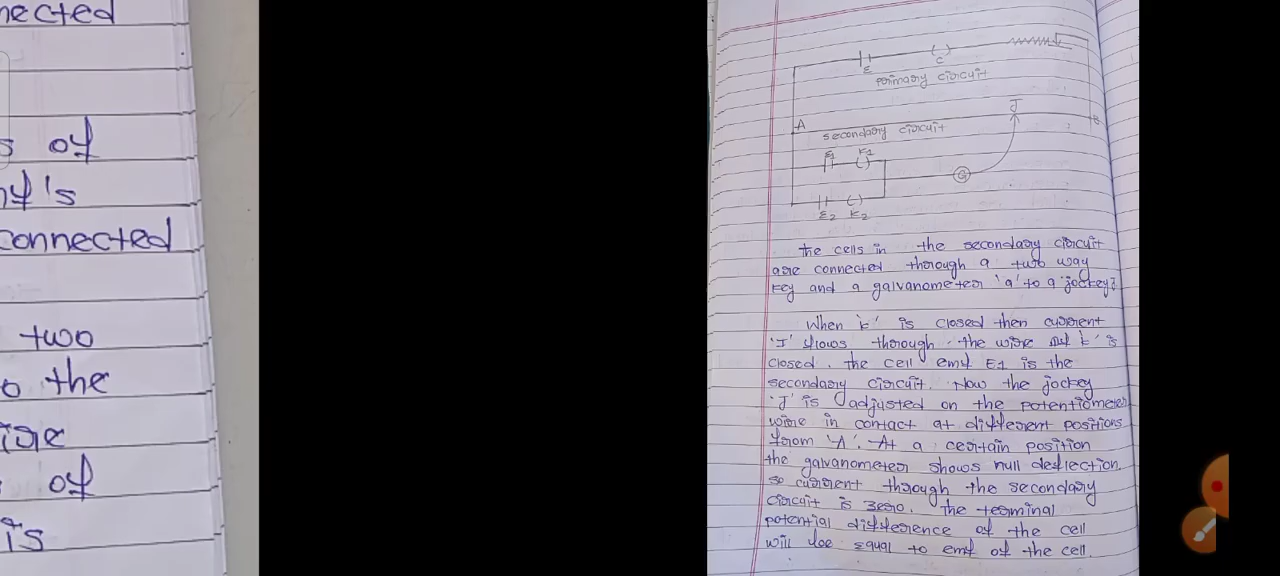 nected
s of
connected
two
o the
ire
of
is
E
C
primary circuit
J
A
B
secondary circuit
E1 K1
G
E2 K2
the cells in the secondary circuit
are connected through a two way
key and a galvanometer 'G' to a jockey?
When 'k' is closed then current
'I' flows through the wire k' is
closed. the cell emf E1 is the
secondary circuit. Now the jockey
'J' is adjusted on the potentiometer
wire in contact at different positions
from 'A'. At a certain position
the galvanometer shows null deflection.
so current through the secondary
circuit is zero. the terminal
potential difference of the cell
will be equal to emf of the cell.